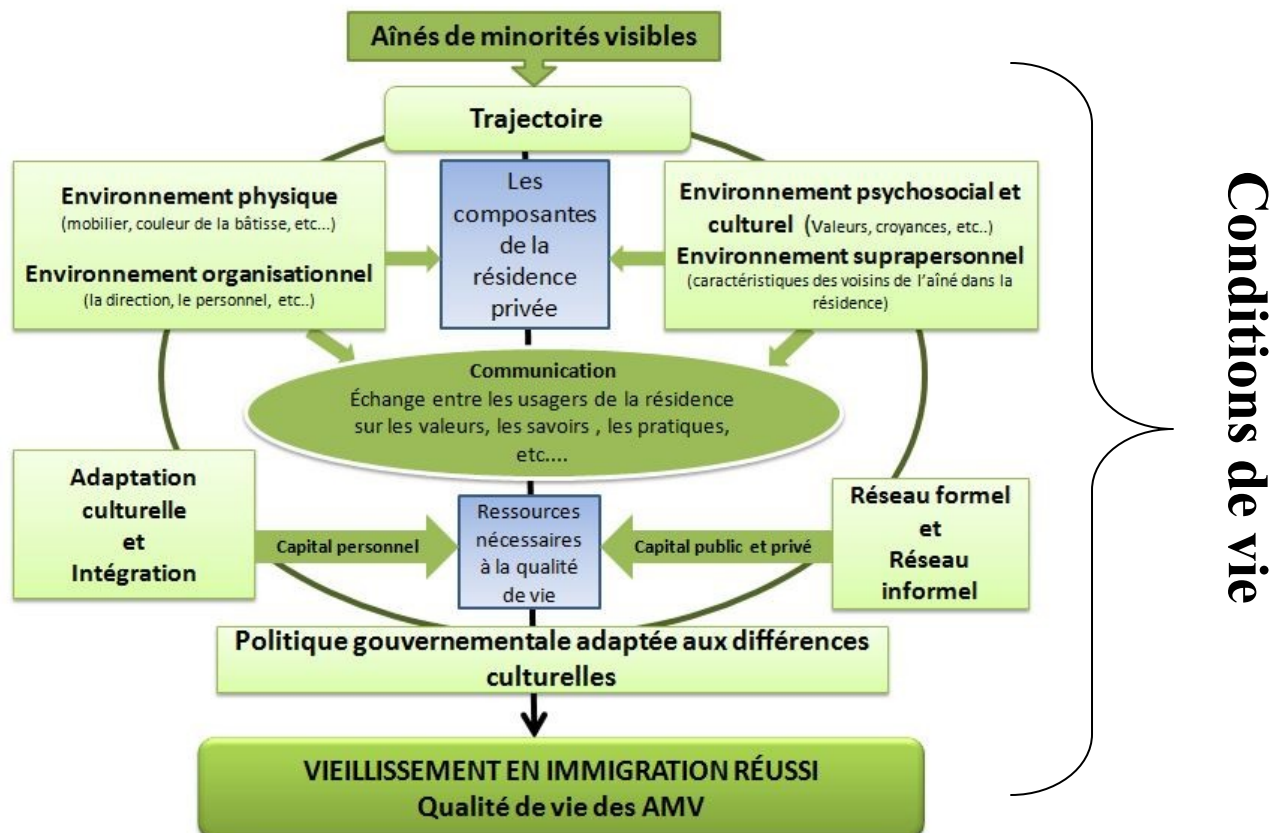 Aînés de minorités visibles
Trajectoire
Environnement physique
(mobilier, couleur de la bâtisse, etc...)
Environnement organisationnel
(la direction, le personnel, etc..)
Les
composantes
de la
résidence
privée
Environnement psychosocial et
culturel (Valeurs, croyances, etc..)
Environnement suprapersonnel
(caractéristiques des voisins de l'aîné dans la
résidence)
Communication
Échange entre les usagers de la résidence
sur les valeurs, les savoirs , les pratiques,
etc....
Adaptation
culturelle
et
Intégration
Capital personnel
Ressources
nécessaires
à la qualité
de vie
Capital public et privé
Réseau formel
et
Réseau
informel
Politique gouvernementale adaptée aux différences
culturelles
VIEILLISSEMENT EN IMMIGRATION RÉUSSI
Qualité de vie des AMV
Conditions de vie